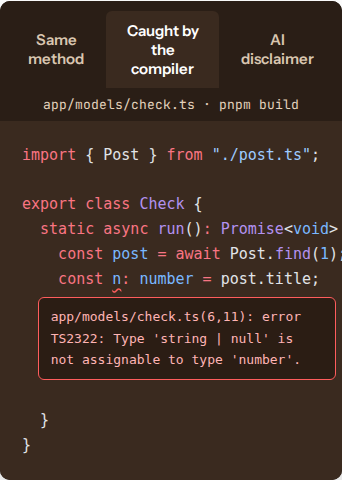 Same
method
Caught by
the
compiler
AI
disclaimer
app/models/check.ts · pnpm build
import { Post } from "./post.ts";
export class Check {
static async run(): Promise<void>
const post = await Post.find(1);
const n: number = post.title;
app/models/check.ts(6,11): error
TS2322: Type 'string | null' is
not assignable to type 'number'.
}
}